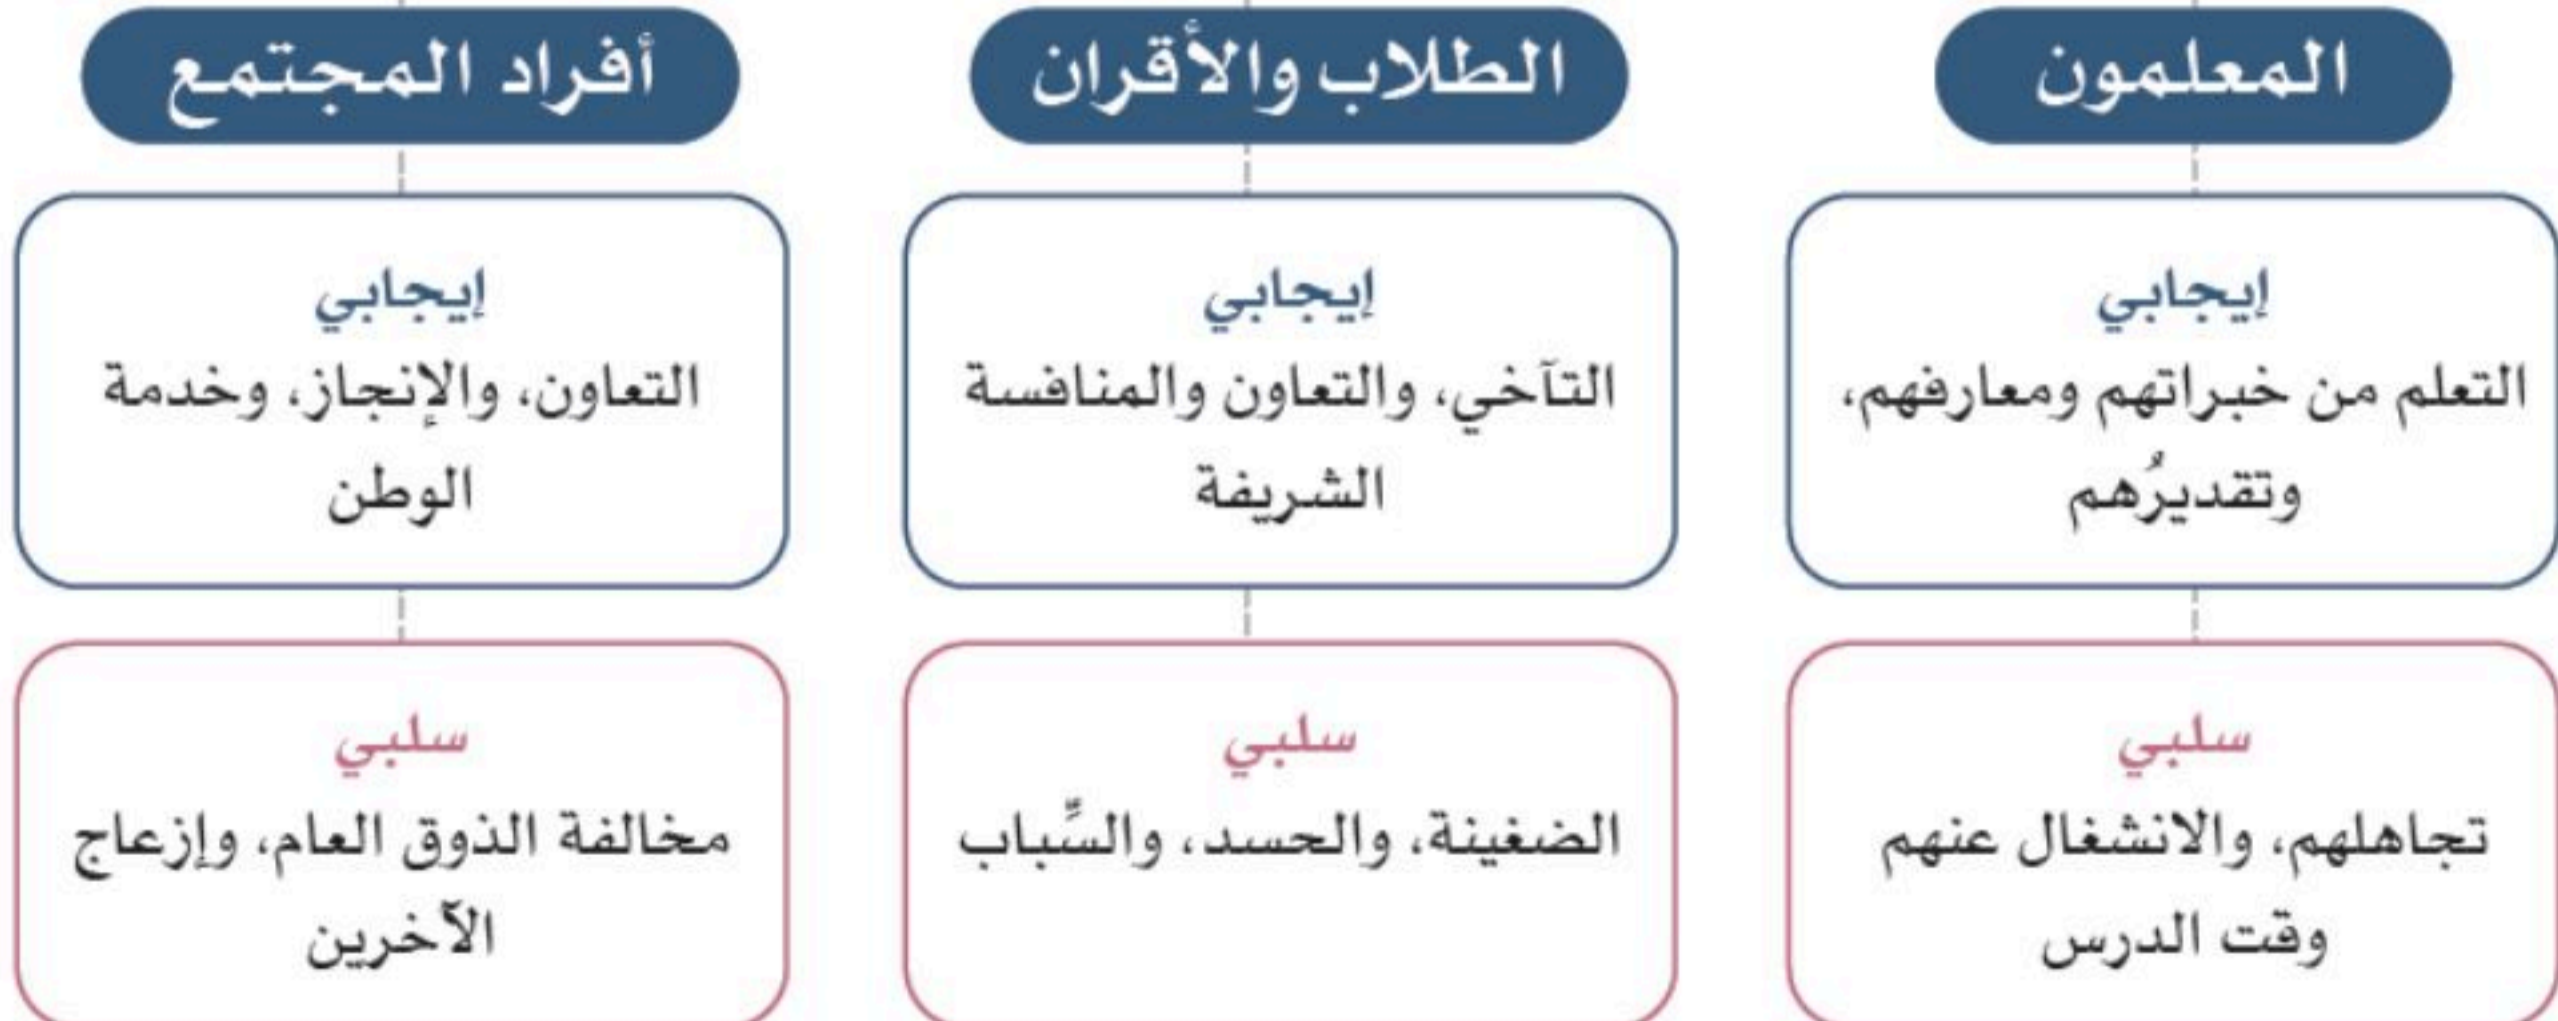 المعلمون
إيجابي
التعلم من خبراتهم ومعارفهم،
وتقديرُهم
سلبي
تجاهلهم، والانشغال عنهم
وقت الدرس
الطلاب والأقران
إيجابي
التآخي، والتعاون والمنافسة
الشريفة
سلبي
الضغينة، والحسد، والسِّباب
أفراد المجتمع
إيجابي
التعاون، والإنجاز، وخدمة
الوطن
سلبي
مخالفة الذوق العام، وإزعاج
الآخرين